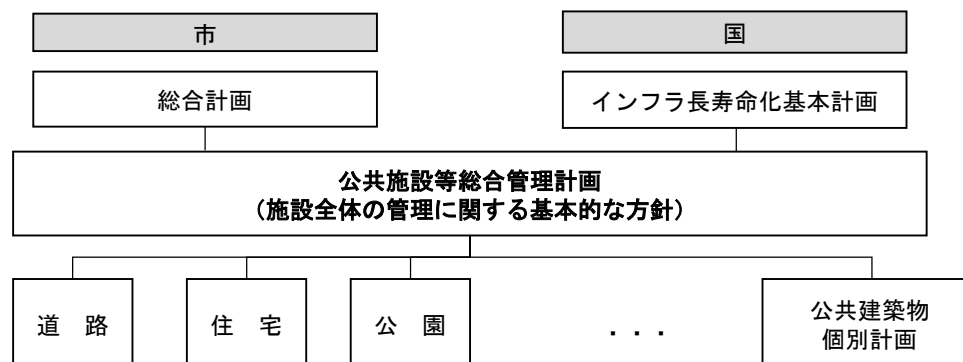 市
国
総合計画
インフラ長寿命化基本計画
公共施設等総合管理計画
（施設全体の管理に関する基本的な方針）
道　路
住　宅
公　園
・・・
公共建築物
個別計画